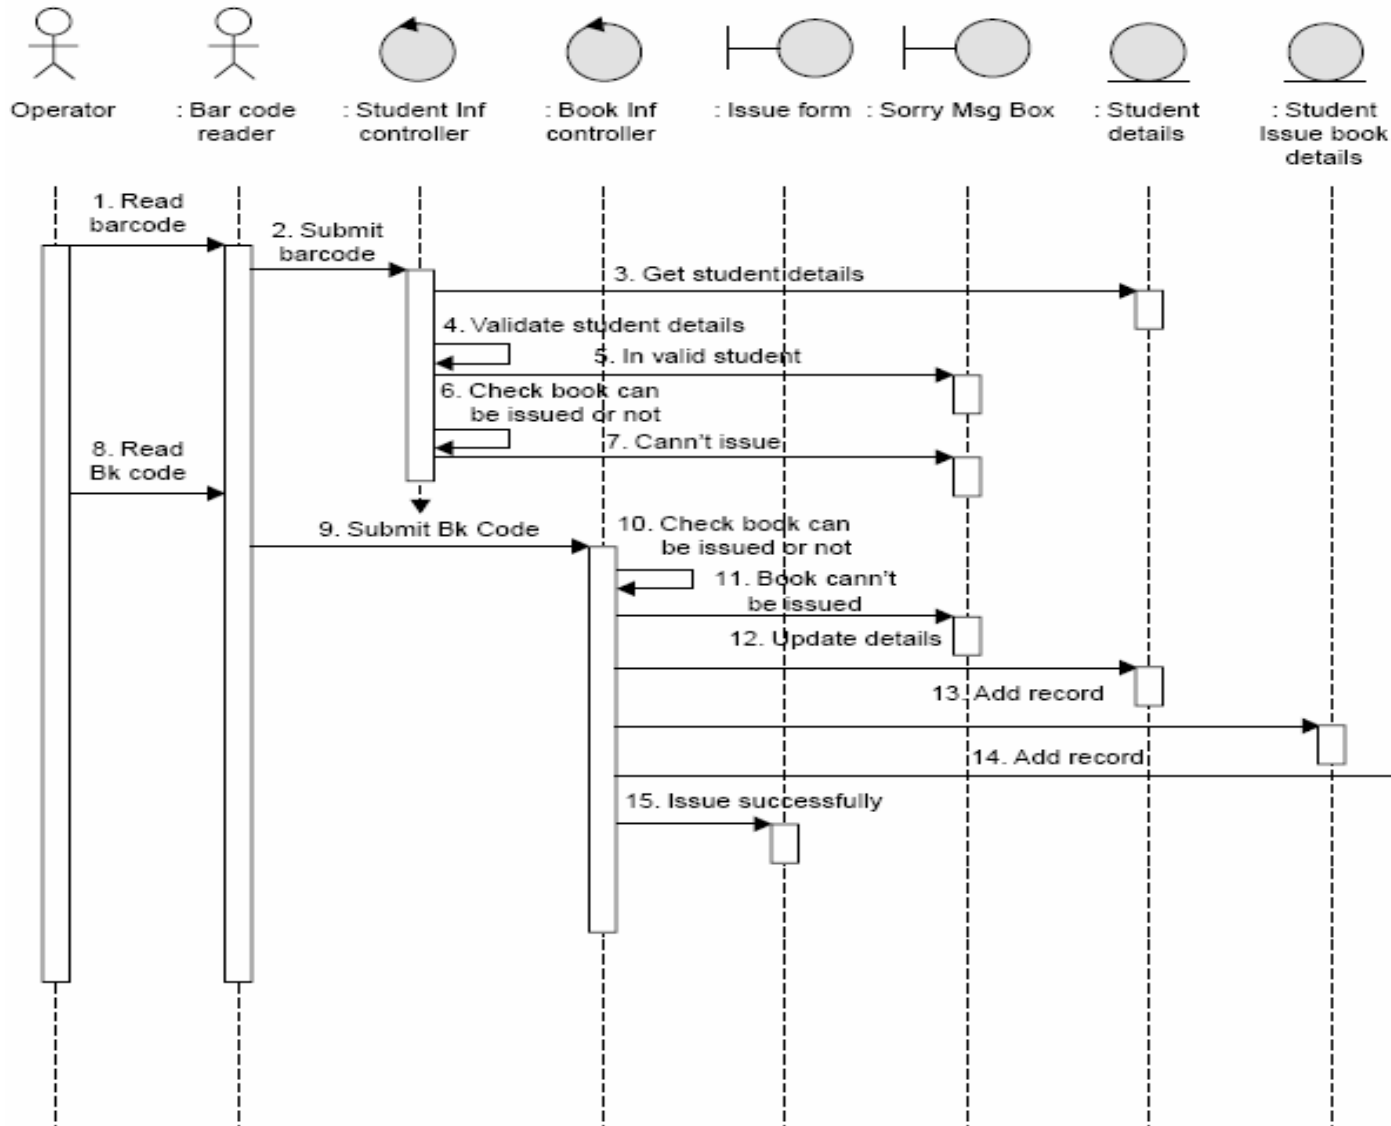 Operator
: Bar code
reader
: Student Inf
controller
: Book Inf
controller
: Issue form
: Sorry Msg Box
: Student
details
: Student
Issue book
details
1. Read
barcode
2. Submit
barcode
3. Get student details
4. Validate student details
5. In valid student
6. Check book can
be issued or not
7. Cann't issue
8. Read
Bk code
9. Submit Bk Code
10. Check book can
be issued or not
11. Book cann't
be issued
12. Update details
13. Add record
14. Add record
15. Issue successfully